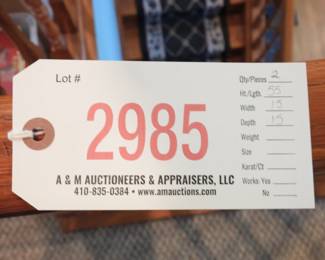 Lot #
2985
A & M AUCTIONEERS & APPRAISERS, LLC
410-835-0384 • www.amauctions.com
Qty/Pieces 2
Ht./Lgth 55
Width 15
Depth 15
Weight
Size
Karat/Ct
Works: Yes
No